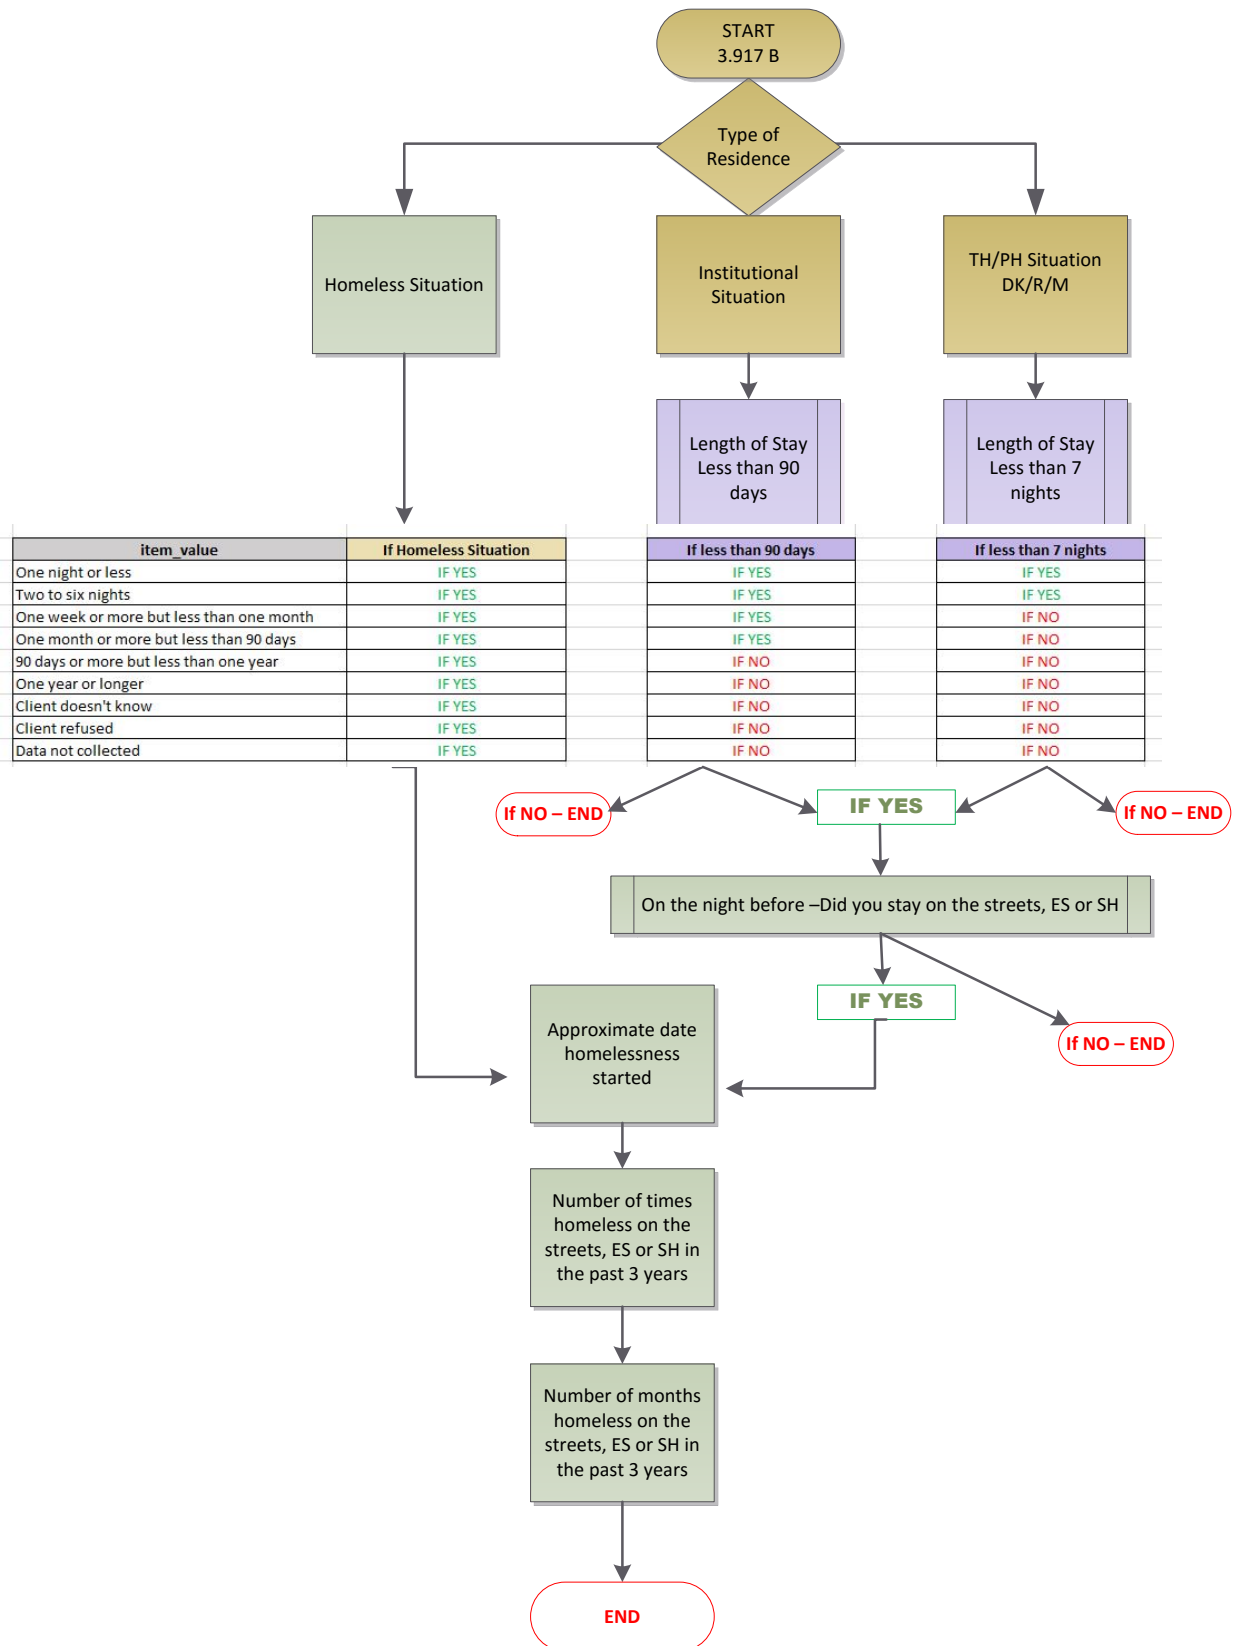 START
3.917 B
Type of
Residence
Homeless Situation
Institutional
Situation
TH/PH Situation
DK/R/M
Length of Stay
Less than 90
days
Length of Stay
Less than 7
nights
item_value If Homeless Situation If less than 90 days If less than 7 nights
One night or less IF YES IF YES IF YES
Two to six nights IF YES IF YES IF YES
One week or more but less than one month IF YES IF YES IF NO
One month or more but less than 90 days IF YES IF YES IF NO
90 days or more but less than one year IF YES IF NO IF NO
One year or longer IF YES IF NO IF NO
Client doesn't know IF YES IF NO IF NO
Client refused IF YES IF NO IF NO
Data not collected IF YES IF NO IF NO
If NO – END
IF YES
If NO – END
On the night before –Did you stay on the streets, ES or SH
IF YES
If NO – END
Approximate date
homelessness
started
Number of times
homeless on the
streets, ES or SH in
the past 3 years
Number of months
homeless on the
streets, ES or SH in
the past 3 years
END